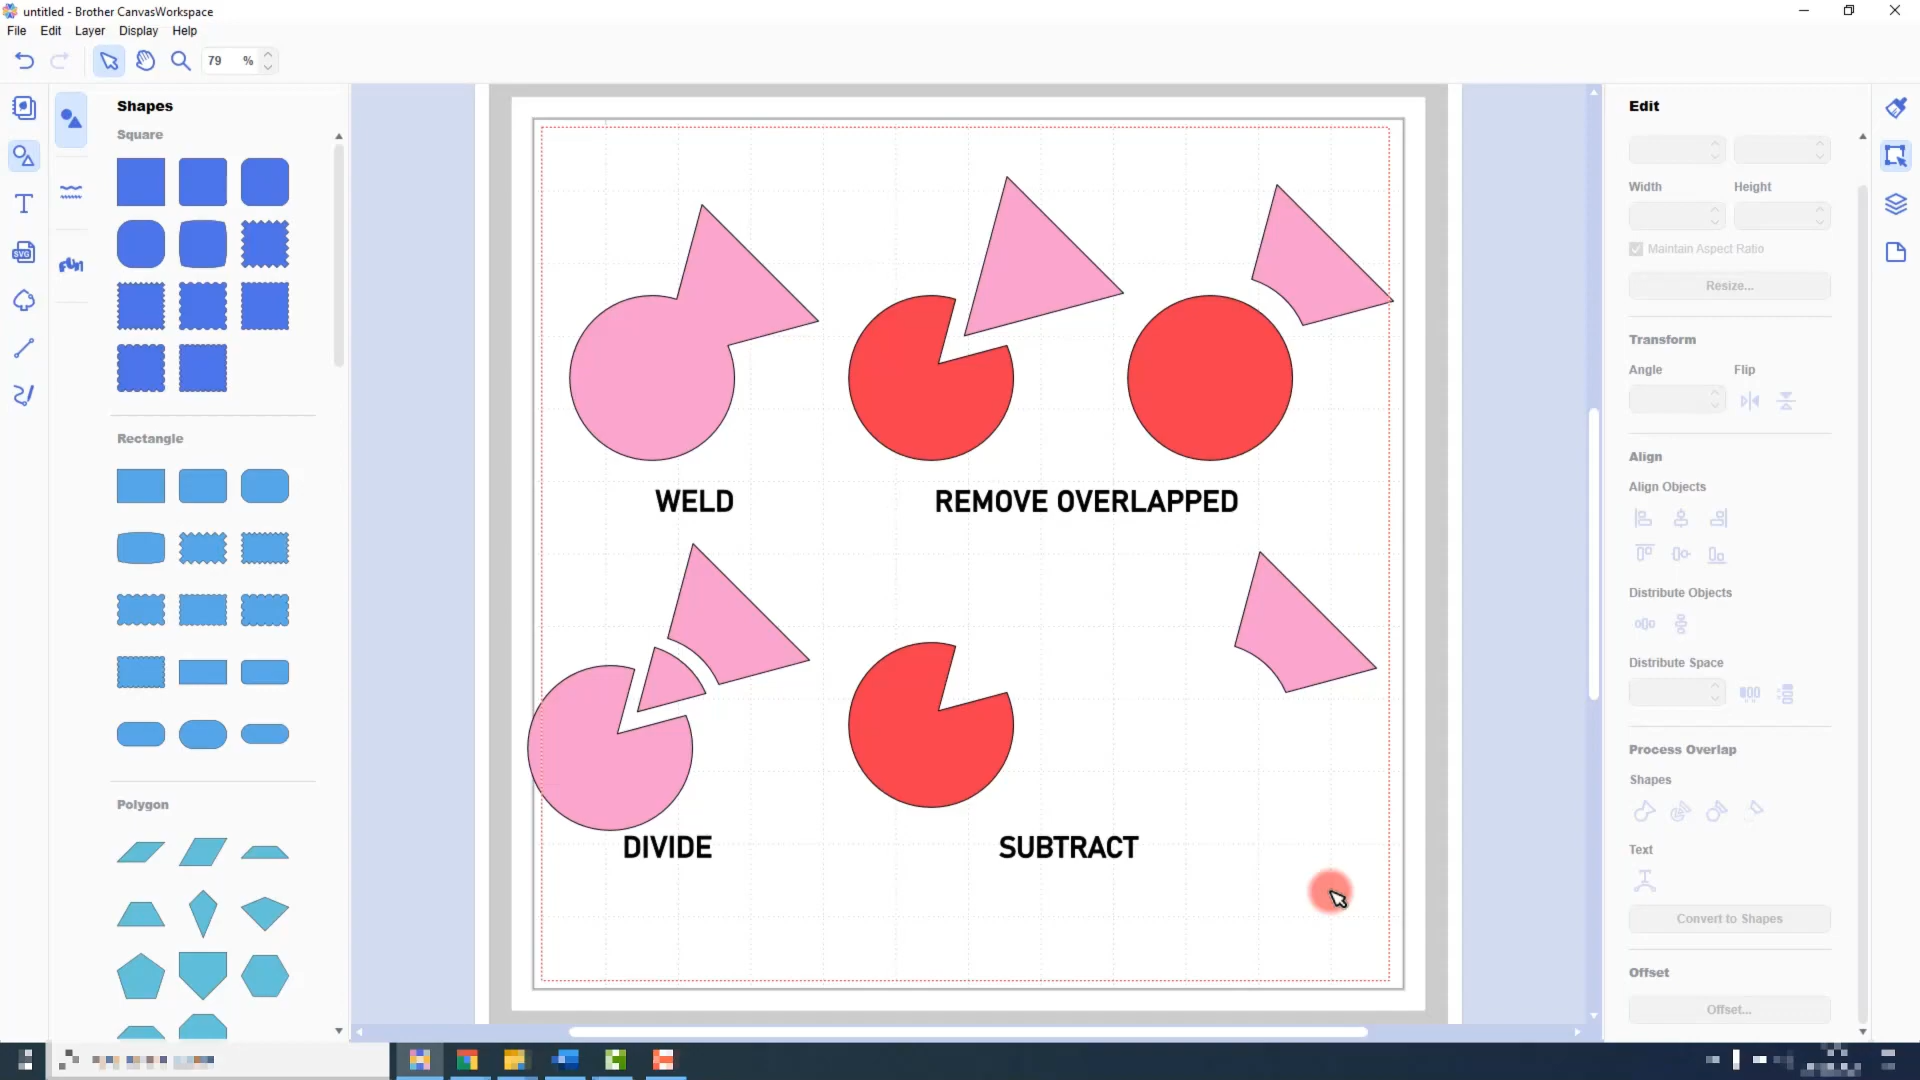 untitled - Brother CanvasWorkspace
File Edit Layer Display Help
79 %
Shapes
Square
Rectangle
Polygon
SVG
Fun
WELD
REMOVE OVERLAPPED
DIVIDE
SUBTRACT
Edit
Width Height
Maintain Aspect Ratio
Resize...
Transform
Angle Flip
Align
Align Objects
Distribute Objects
Distribute Space
Process Overlap
Shapes
Text
Convert to Shapes
Offset
Offset...